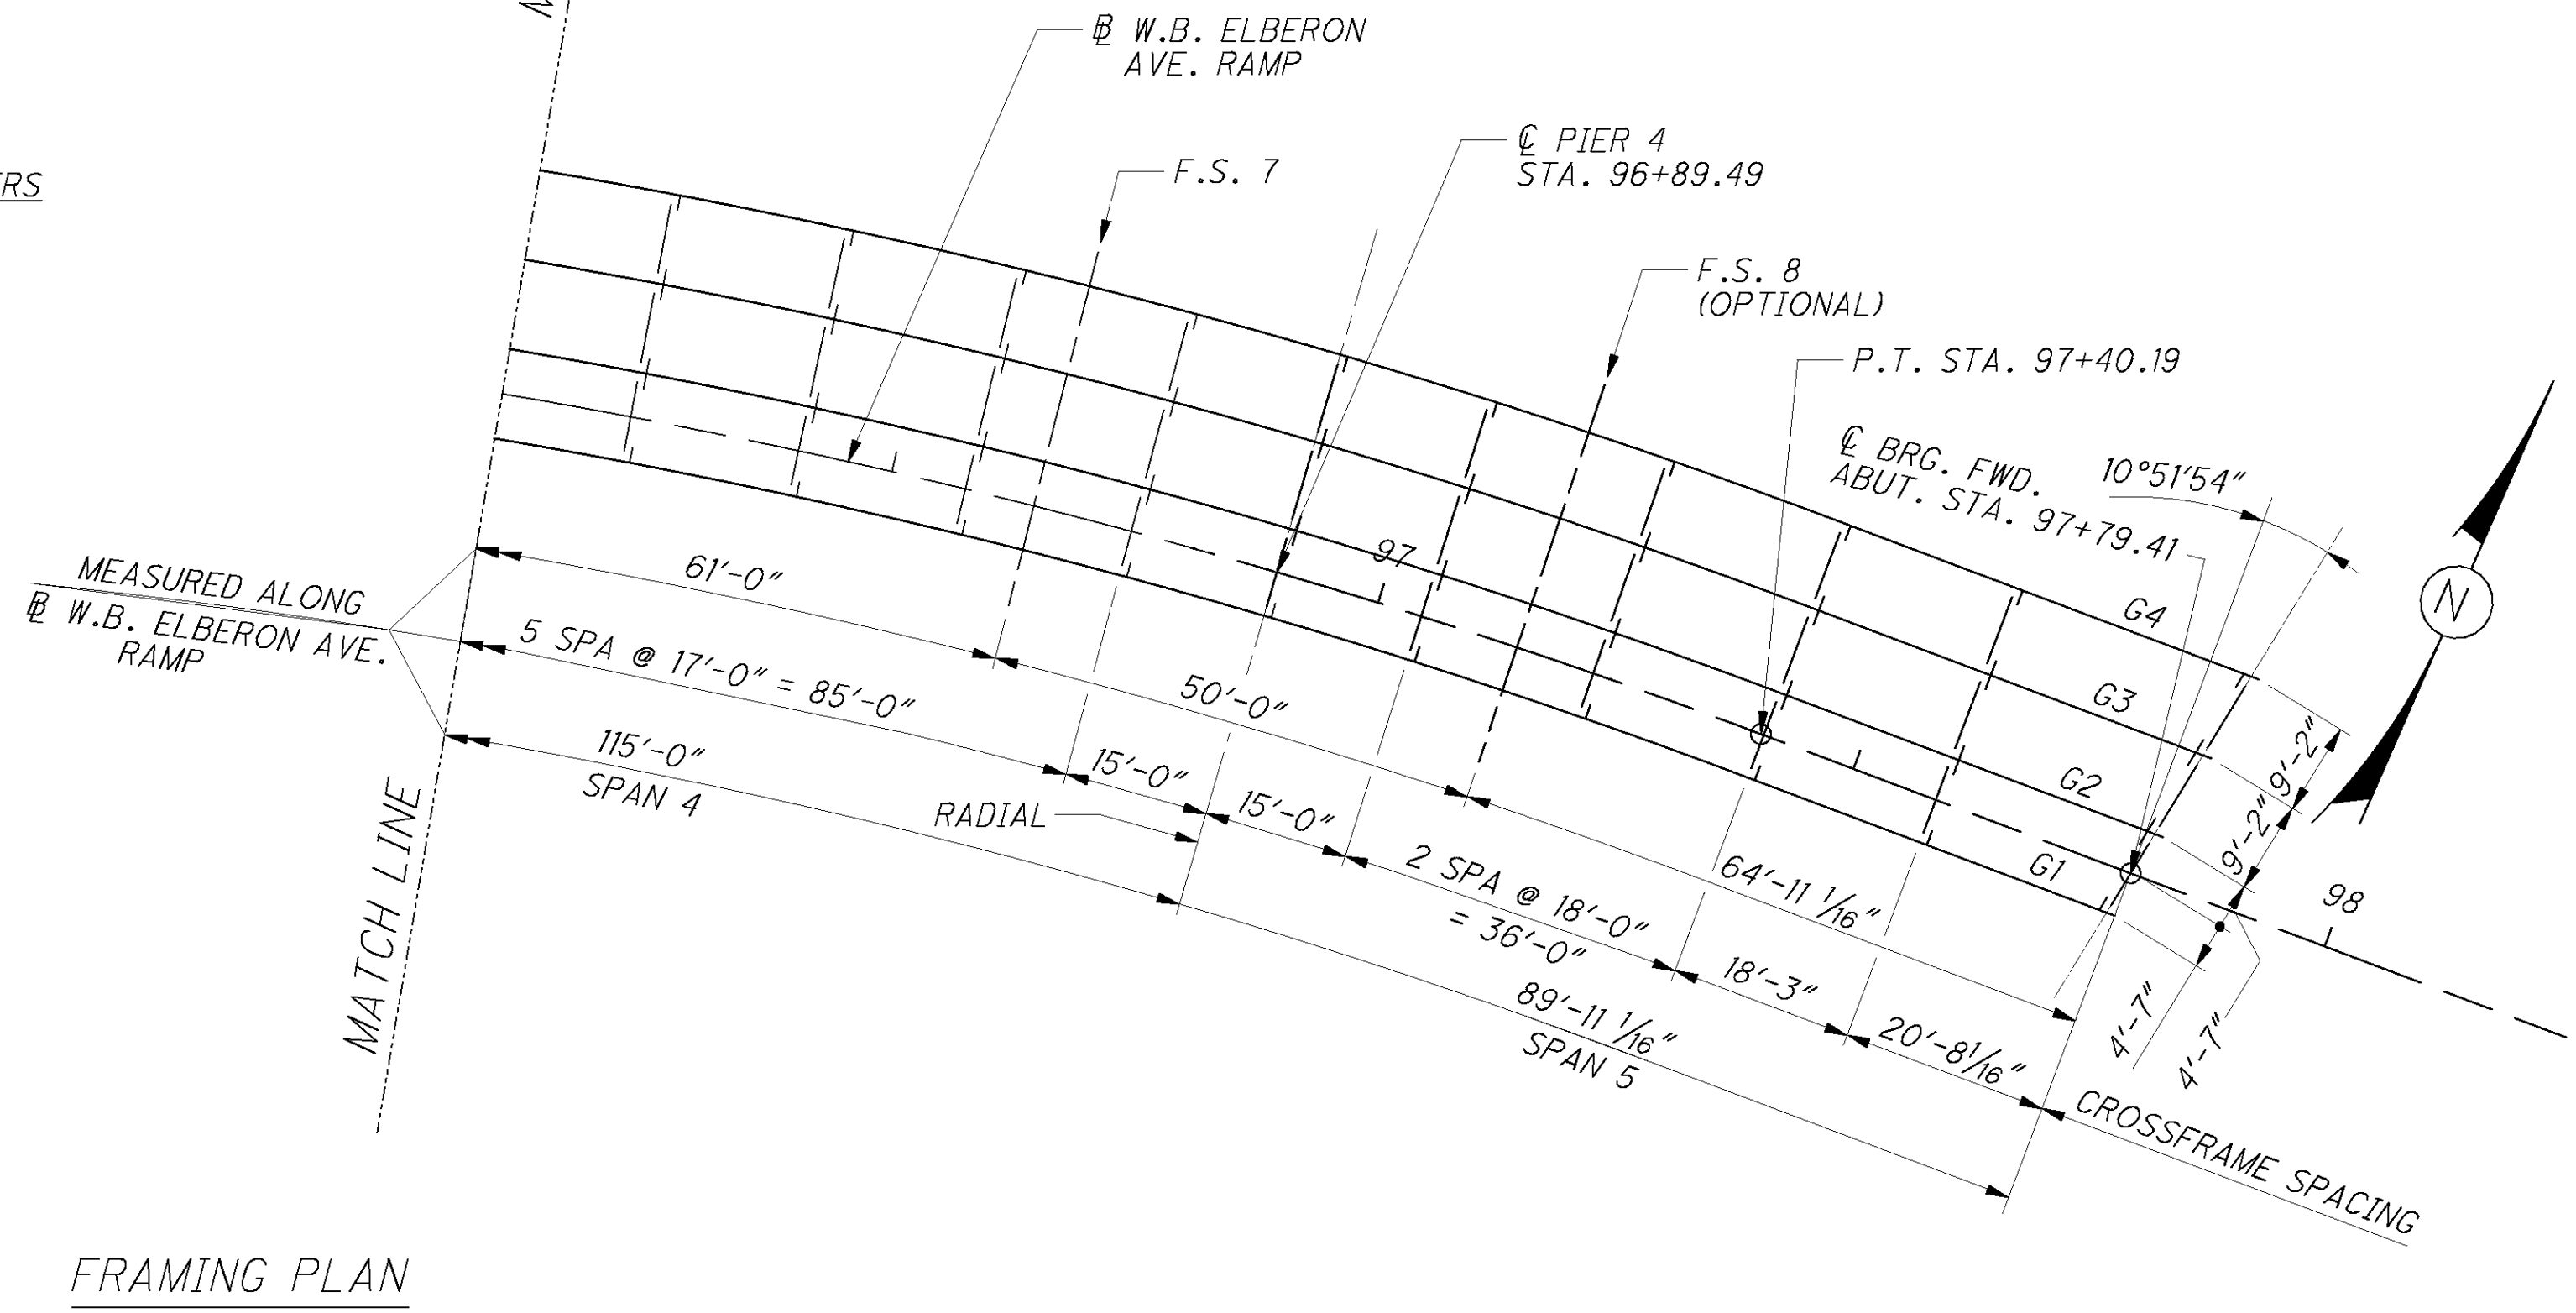 ℄ W.B. ELBERON
AVE. RAMP
F.S. 7
℄ PIER 4
STA. 96+89.49
F.S. 8
(OPTIONAL)
P.T. STA. 97+40.19
℄ BRG. FWD.
ABUT. STA. 97+79.41
10°51'54"
97
G4
G3
G2
G1
98
N
9'-2"
9'-2"
4'-7"
4'-7"
MEASURED ALONG
W.B. ELBERON AVE.
RAMP
61'-0"
50'-0"
64'-11 1/16"
5 SPA @ 17'-0" = 85'-0"
15'-0"
15'-0"
2 SPA @ 18'-0"
= 36'-0"
18'-3"
20'-8 1/16"
CROSSFRAME SPACING
115'-0"
SPAN 4
RADIAL
89'-11 1/16"
SPAN 5
MATCH LINE
FRAMING PLAN